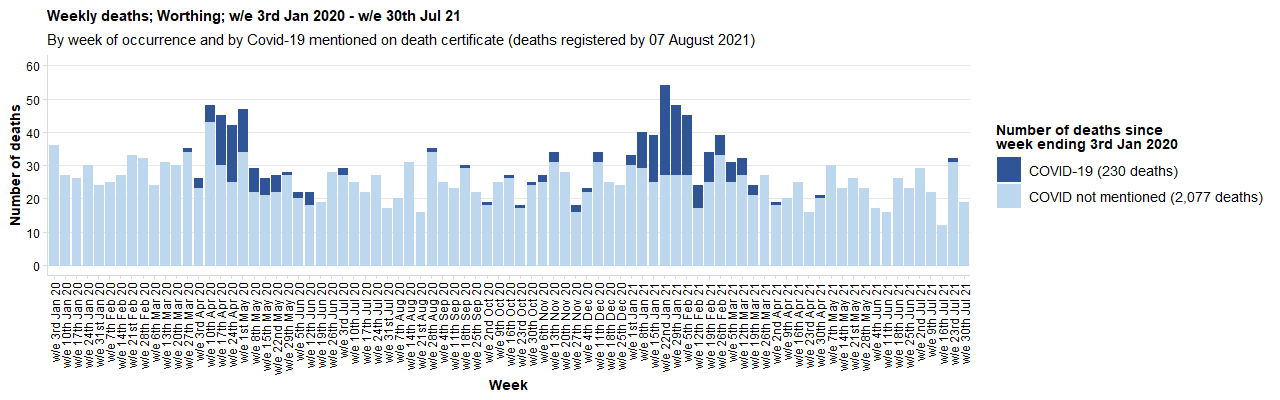 Weekly deaths; Worthing; w/e 3rd Jan 2020 - w/e 30th Jul 21
By week of occurrence and by Covid-19 mentioned on death certificate (deaths registered by 07 August 2021)
60
50
40
30
20
10
0
Number of deaths
w/e 3rd Jan 20
w/e 10th Jan 20
w/e 17th Jan 20
w/e 24th Jan 20
w/e 31st Jan 20
w/e 7th Feb 20
w/e 14th Feb 20
w/e 21st Feb 20
w/e 28th Feb 20
w/e 6th Mar 20
w/e 13th Mar 20
w/e 20th Mar 20
w/e 27th Mar 20
w/e 3rd Apr 20
w/e 10th Apr 20
w/e 17th Apr 20
w/e 24th Apr 20
w/e 1st May 20
w/e 8th May 20
w/e 15th May 20
w/e 22nd May 20
w/e 29th May 20
w/e 5th Jun 20
w/e 12th Jun 20
w/e 19th Jun 20
w/e 26th Jun 20
w/e 3rd Jul 20
w/e 10th Jul 20
w/e 17th Jul 20
w/e 24th Jul 20
w/e 31st Jul 20
w/e 7th Aug 20
w/e 14th Aug 20
w/e 21st Aug 20
w/e 28th Aug 20
w/e 4th Sep 20
w/e 11th Sep 20
w/e 18th Sep 20
w/e 25th Sep 20
w/e 2nd Oct 20
w/e 9th Oct 20
w/e 16th Oct 20
w/e 23rd Oct 20
w/e 30th Oct 20
w/e 6th Nov 20
w/e 13th Nov 20
w/e 20th Nov 20
w/e 27th Nov 20
w/e 4th Dec 20
w/e 11th Dec 20
w/e 18th Dec 20
w/e 25th Dec 20
w/e 1st Jan 21
w/e 8th Jan 21
w/e 15th Jan 21
w/e 22nd Jan 21
w/e 29th Jan 21
w/e 5th Feb 21
w/e 12th Feb 21
w/e 19th Feb 21
w/e 26th Feb 21
w/e 5th Mar 21
w/e 12th Mar 21
w/e 19th Mar 21
w/e 26th Mar 21
w/e 2nd Apr 21
w/e 9th Apr 21
w/e 16th Apr 21
w/e 23rd Apr 21
w/e 30th Apr 21
w/e 7th May 21
w/e 14th May 21
w/e 21st May 21
w/e 28th May 21
w/e 4th Jun 21
w/e 11th Jun 21
w/e 18th Jun 21
w/e 25th Jun 21
w/e 2nd Jul 21
w/e 9th Jul 21
w/e 16th Jul 21
w/e 23rd Jul 21
w/e 30th Jul 21
Week
Number of deaths since
week ending 3rd Jan 2020
COVID-19 (230 deaths)
COVID not mentioned (2,077 deaths)